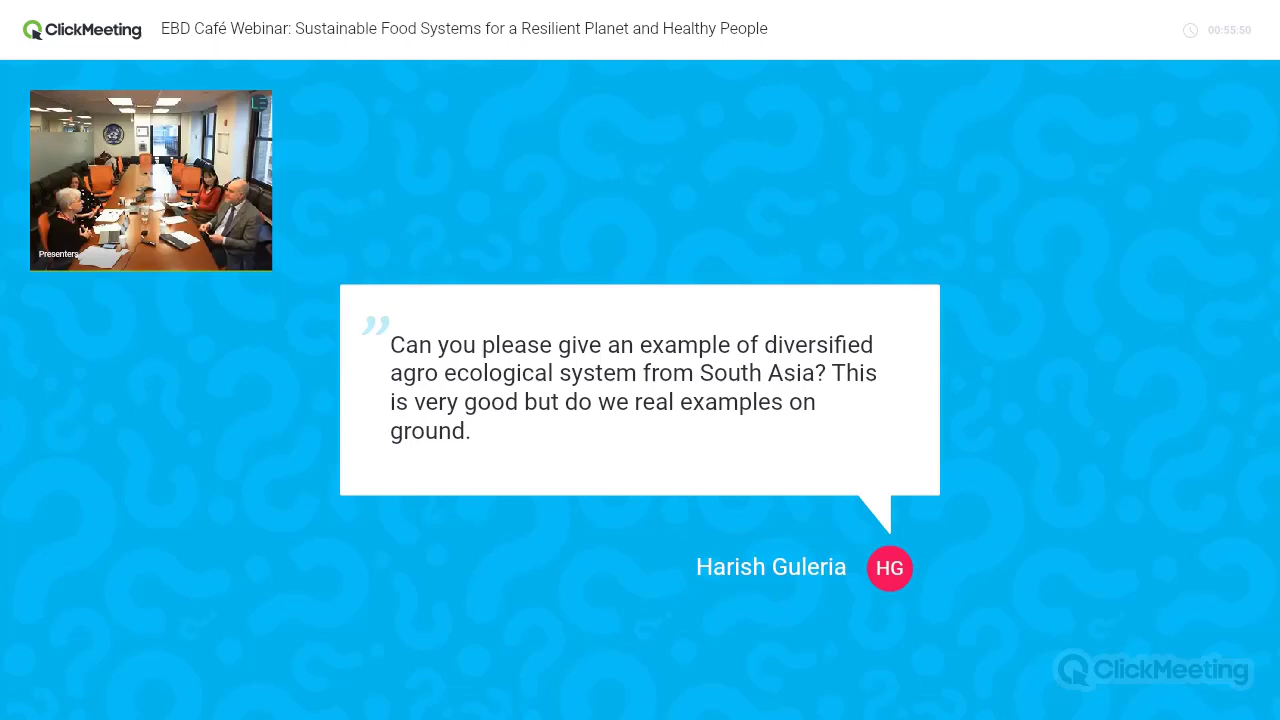 ClickMeeting
EBD Café Webinar: Sustainable Food Systems for a Resilient Planet and Healthy People
00:55:50
Presenters
”
Can you please give an example of diversified
agro ecological system from South Asia? This
is very good but do we real examples on
ground.
Harish Guleria
HG
ClickMeeting